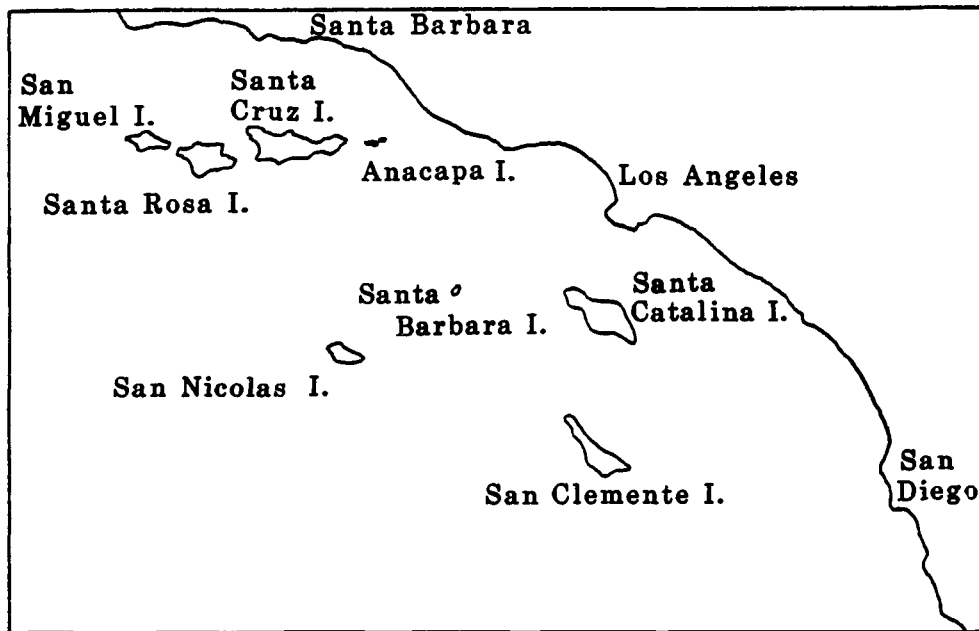 Santa Barbara
San
Miguel I.
Santa
Cruz I.
Anacapa I.
Los Angeles
Santa Rosa I.
Santa
Barbara I.
Santa
Catalina I.
San Nicolas I.
San Clemente I.
San
Diego